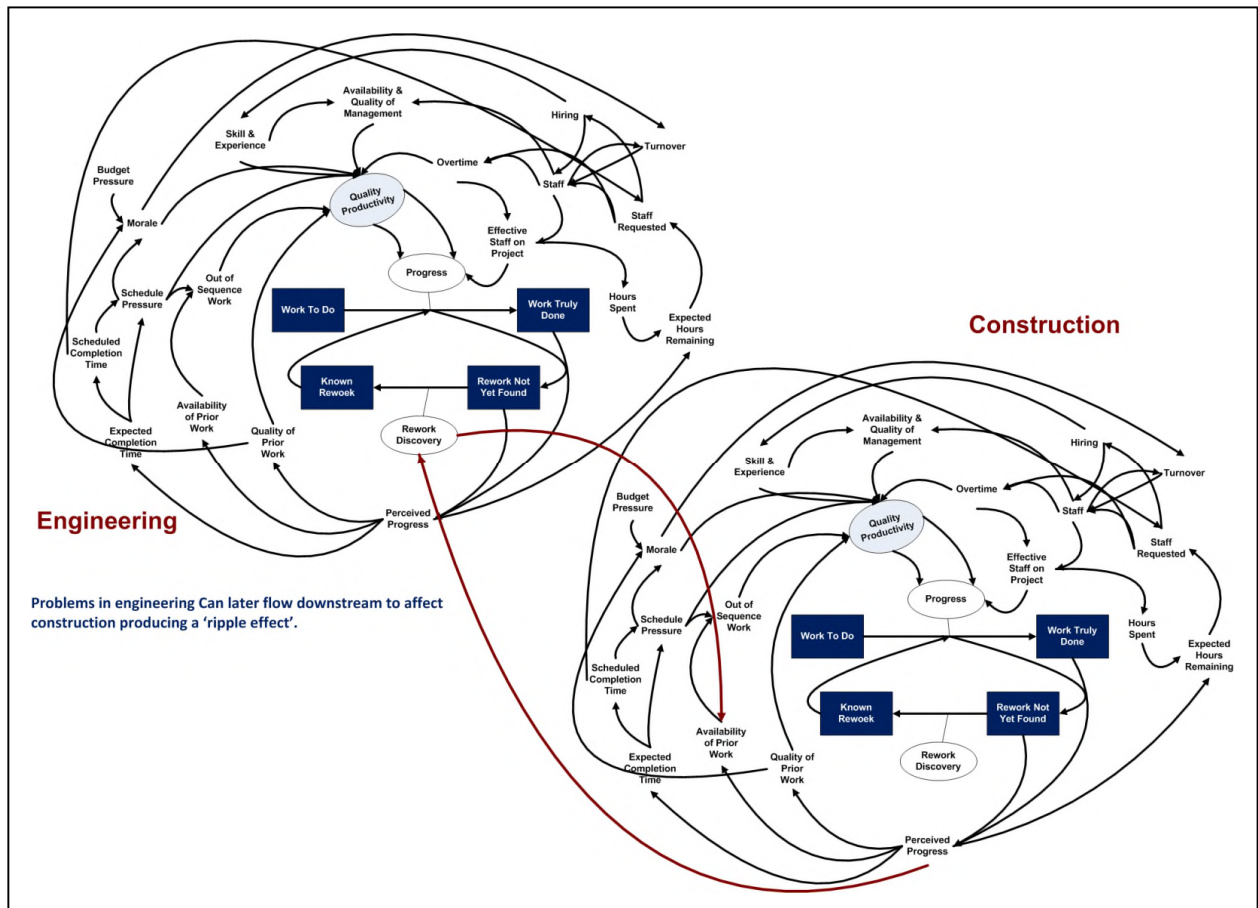 Availability &
Quality of
Management
Hiring
Skill &
Experience
Turnover
Overtime
Budget
Pressure
Staff
Quality
Productivity
Morale
Staff
Requested
Effective
Staff on
Project
Progress
Out of
Sequence
Work
Schedule
Pressure
Hours
Spent
Work To Do
Work Truly
Done
Expected
Hours
Remaining
Scheduled
Completion
Time
Known
Rewoek
Rework Not
Yet Found
Availability
of Prior
Work
Rework
Discovery
Expected
Completion
Time
Quality of
Prior
Work
Perceived
Progress
Engineering
Problems in engineering Can later flow downstream to affect
construction producing a ‘ripple effect’.
Construction
Availability &
Quality of
Management
Hiring
Skill &
Experience
Turnover
Overtime
Budget
Pressure
Staff
Quality
Productivity
Morale
Staff
Requested
Effective
Staff on
Project
Progress
Out of
Sequence
Work
Schedule
Pressure
Hours
Spent
Work To Do
Work Truly
Done
Expected
Hours
Remaining
Scheduled
Completion
Time
Known
Rewoek
Rework Not
Yet Found
Availability
of Prior
Work
Rework
Discovery
Expected
Completion
Time
Quality of
Prior
Work
Perceived
Progress